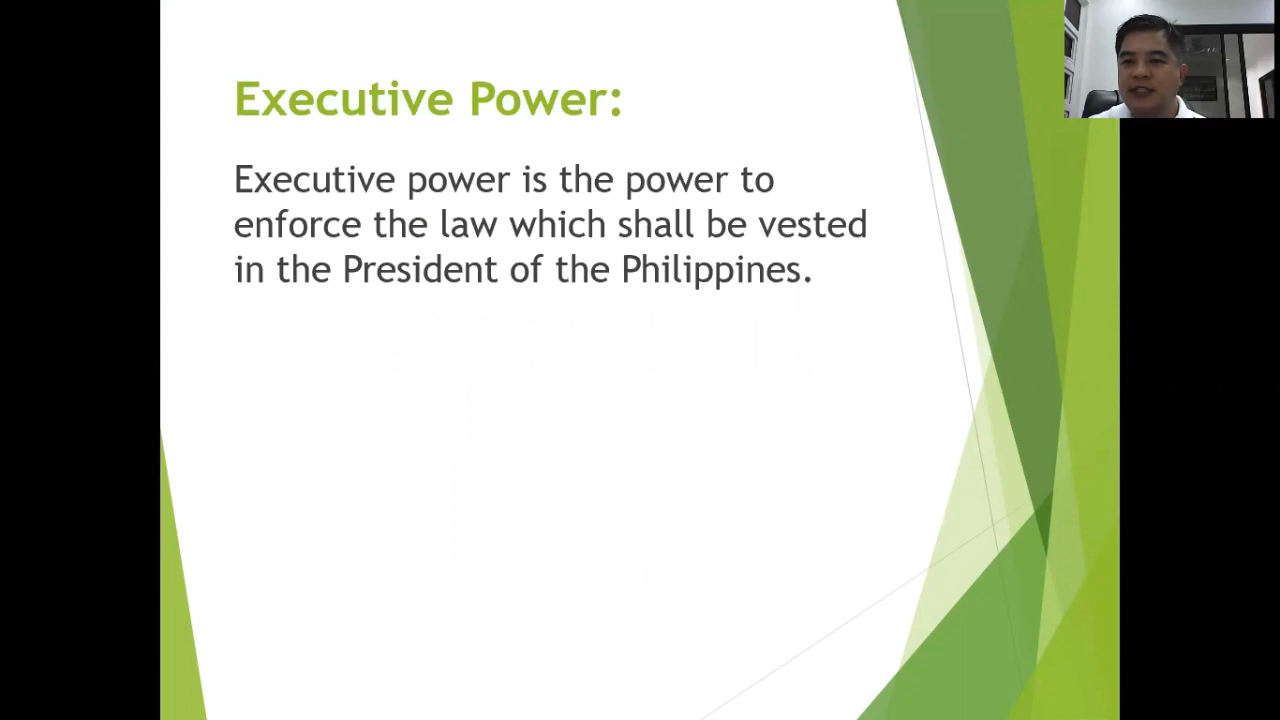 Executive Power:
Executive power is the power to
enforce the law which shall be vested
in the President of the Philippines.